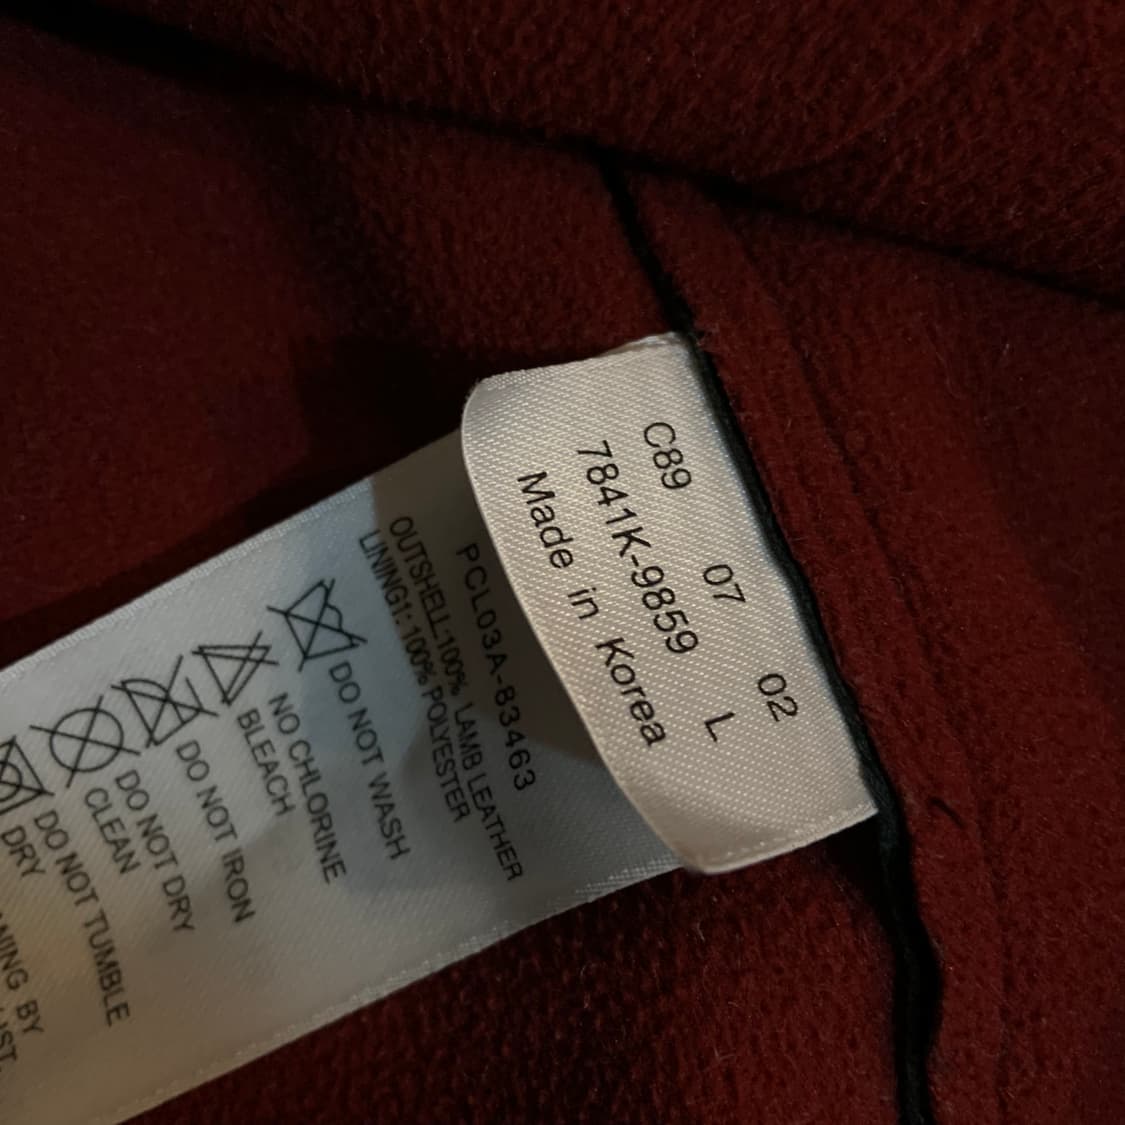 C89 07 02
7841K-9859 L
Made in Korea
PCL03A-83463
OUTSHELL:100% LAMB LEATHER
LINING1:100% POLYESTER
DO NOT WASH
NO CHLORINE
BLEACH
DO NOT IRON
DO NOT DRY
CLEAN
DO NOT TUMBLE
DRY
BY